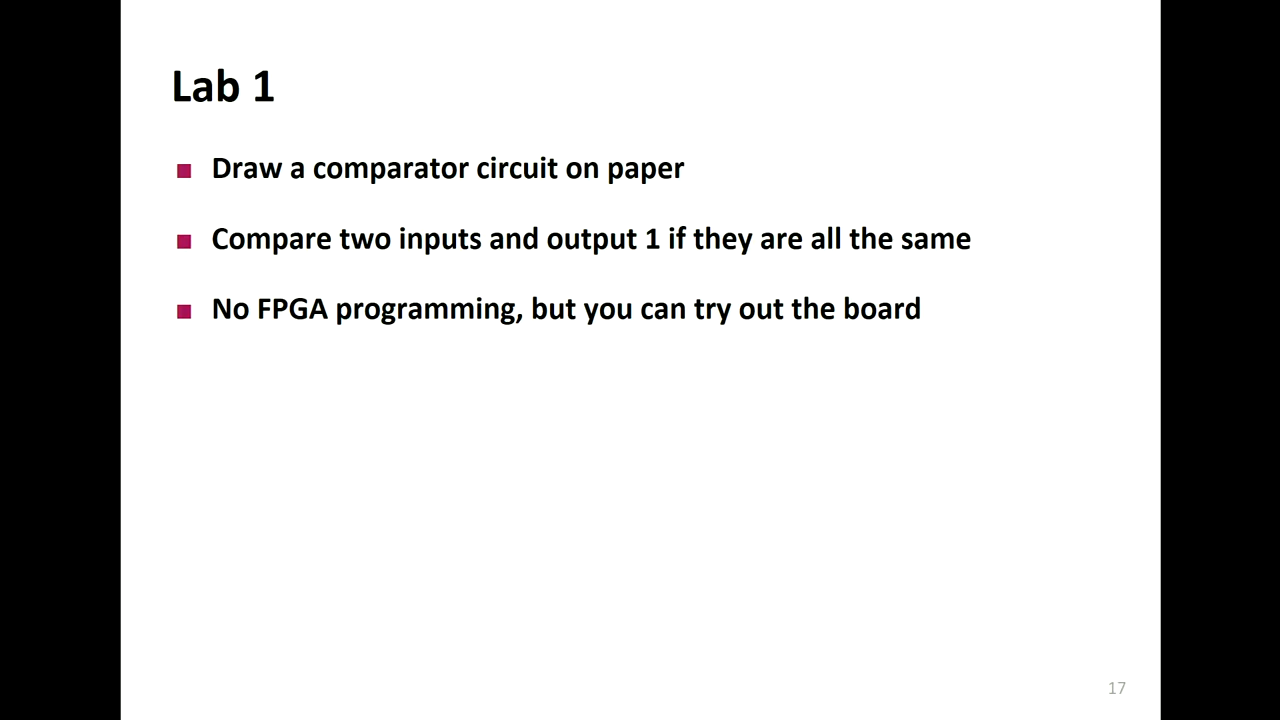 Lab 1
Draw a comparator circuit on paper
Compare two inputs and output 1 if they are all the same
No FPGA programming, but you can try out the board
17